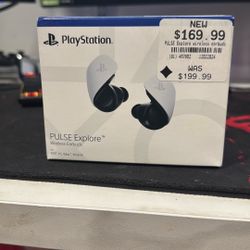 NEW
$169.99
PULSE Explore wireless earbuds
WAS
$199.99
PlayStation
PULSE Explore™
Wireless Earbuds